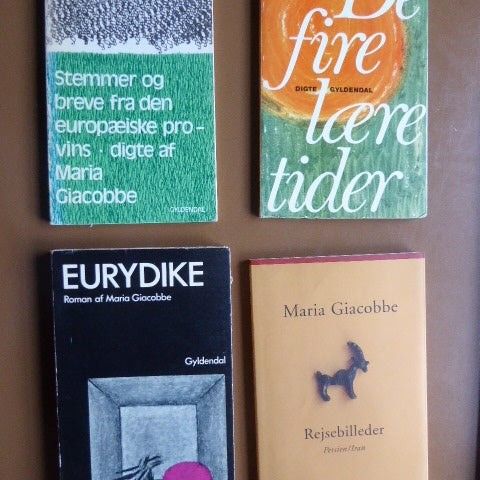 Stemmer og
breve fra den
europæiske pro-
vins · digte af
Maria
Giacobbe
GYLDENDAL
De
fire
DIGTE GYLDENDAL
lære
tider
EURYDIKE
Roman af Maria Giacobbe
Gyldendal
Maria Giacobbe
Rejsebilleder
Persien/Iran